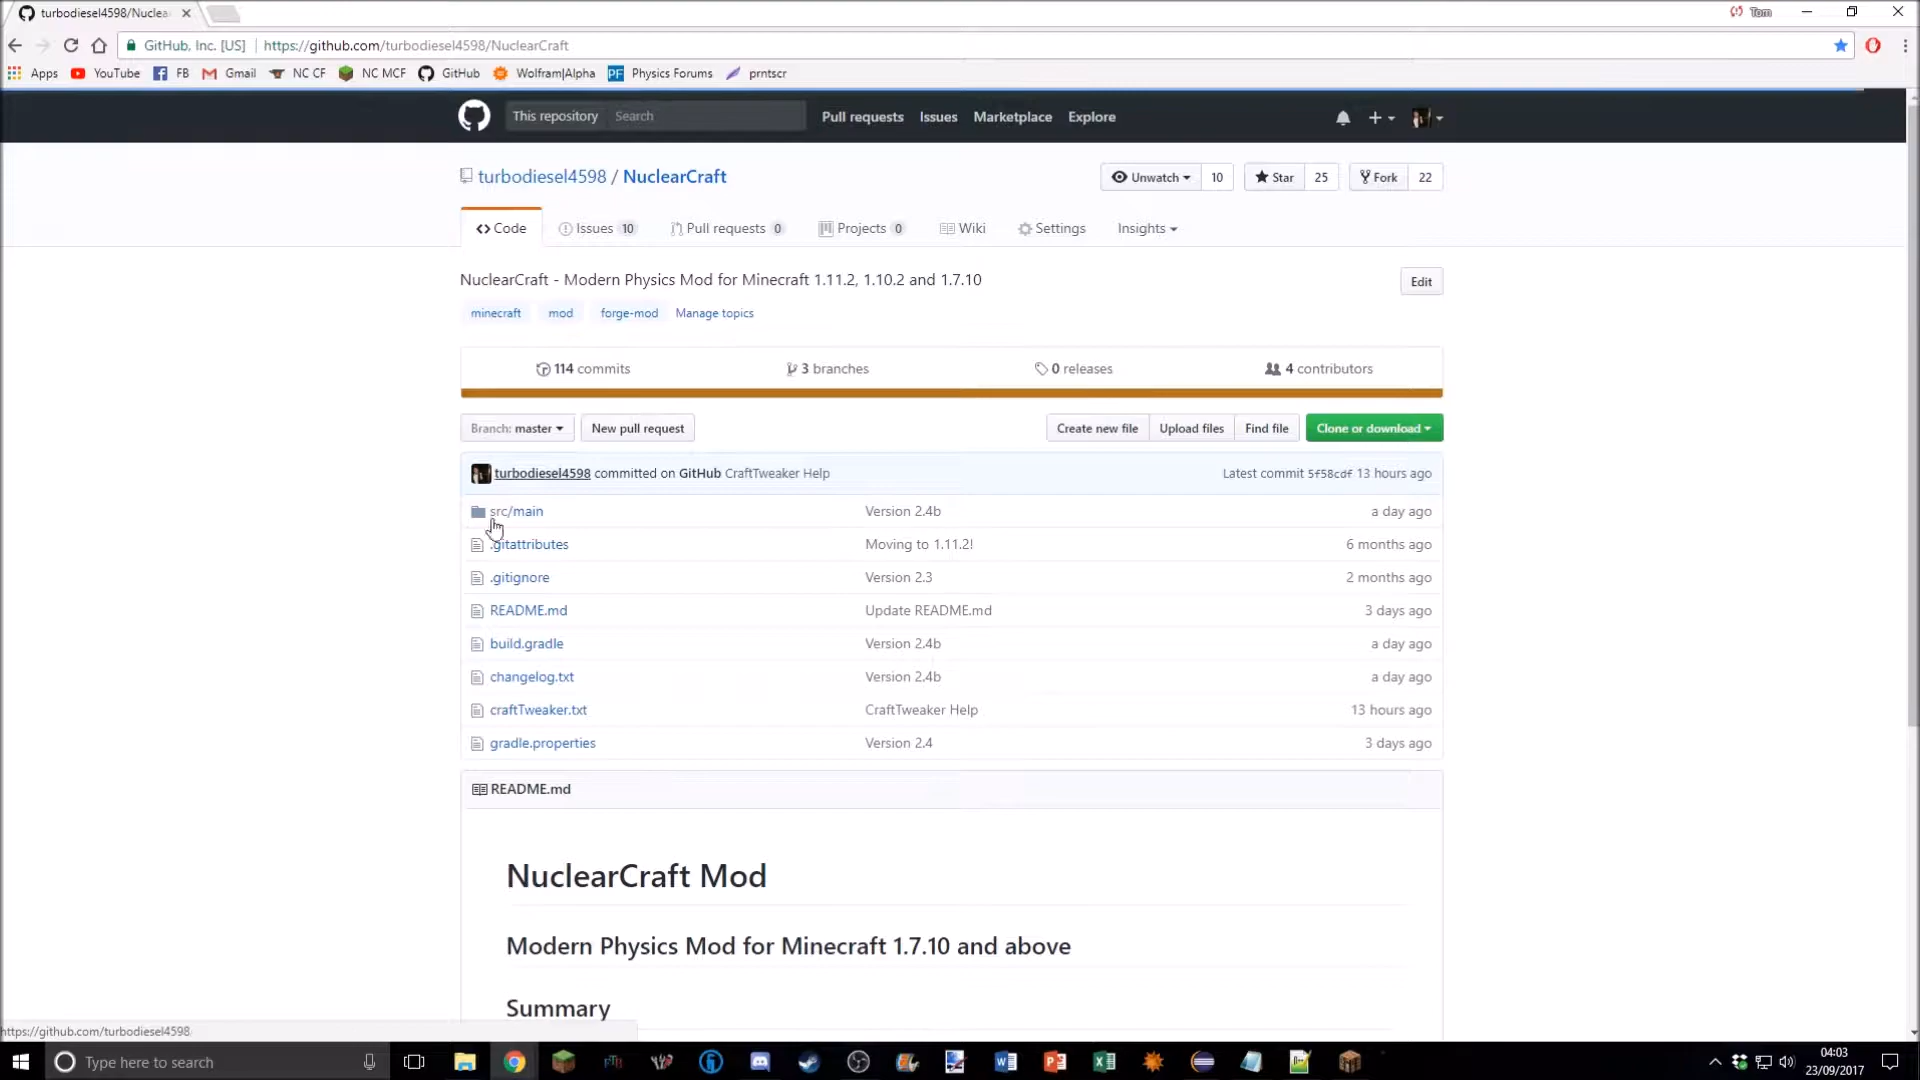 turbodiesel4598/Nuclea
Tom
GitHub, Inc. [US] https://github.com/turbodiesel4598/NuclearCraft
Apps YouTube FB Gmail NC CF NC MCF GitHub Wolfram|Alpha Physics Forums prntscr
This repository Search Pull requests Issues Marketplace Explore
turbodiesel4598 / NuclearCraft Unwatch 10 Star 25 Fork 22
Code Issues 10 Pull requests 0 Projects 0 Wiki Settings Insights
NuclearCraft - Modern Physics Mod for Minecraft 1.11.2, 1.10.2 and 1.7.10 Edit
minecraft mod forge-mod Manage topics
114 commits 3 branches 0 releases 4 contributors
Branch: master New pull request Create new file Upload files Find file Clone or download
turbodiesel4598 committed on GitHub CraftTweaker Help Latest commit 5f58cdf 13 hours ago
src/main Version 2.4b a day ago
.gitattributes Moving to 1.11.2! 6 months ago
.gitignore Version 2.3 2 months ago
README.md Update README.md 3 days ago
build.gradle Version 2.4b a day ago
changelog.txt Version 2.4b a day ago
craftTweaker.txt CraftTweaker Help 13 hours ago
gradle.properties Version 2.4 3 days ago
README.md
NuclearCraft Mod
Modern Physics Mod for Minecraft 1.7.10 and above
Summary
https://github.com/turbodiesel4598
Type here to search
04:03
23/09/2017